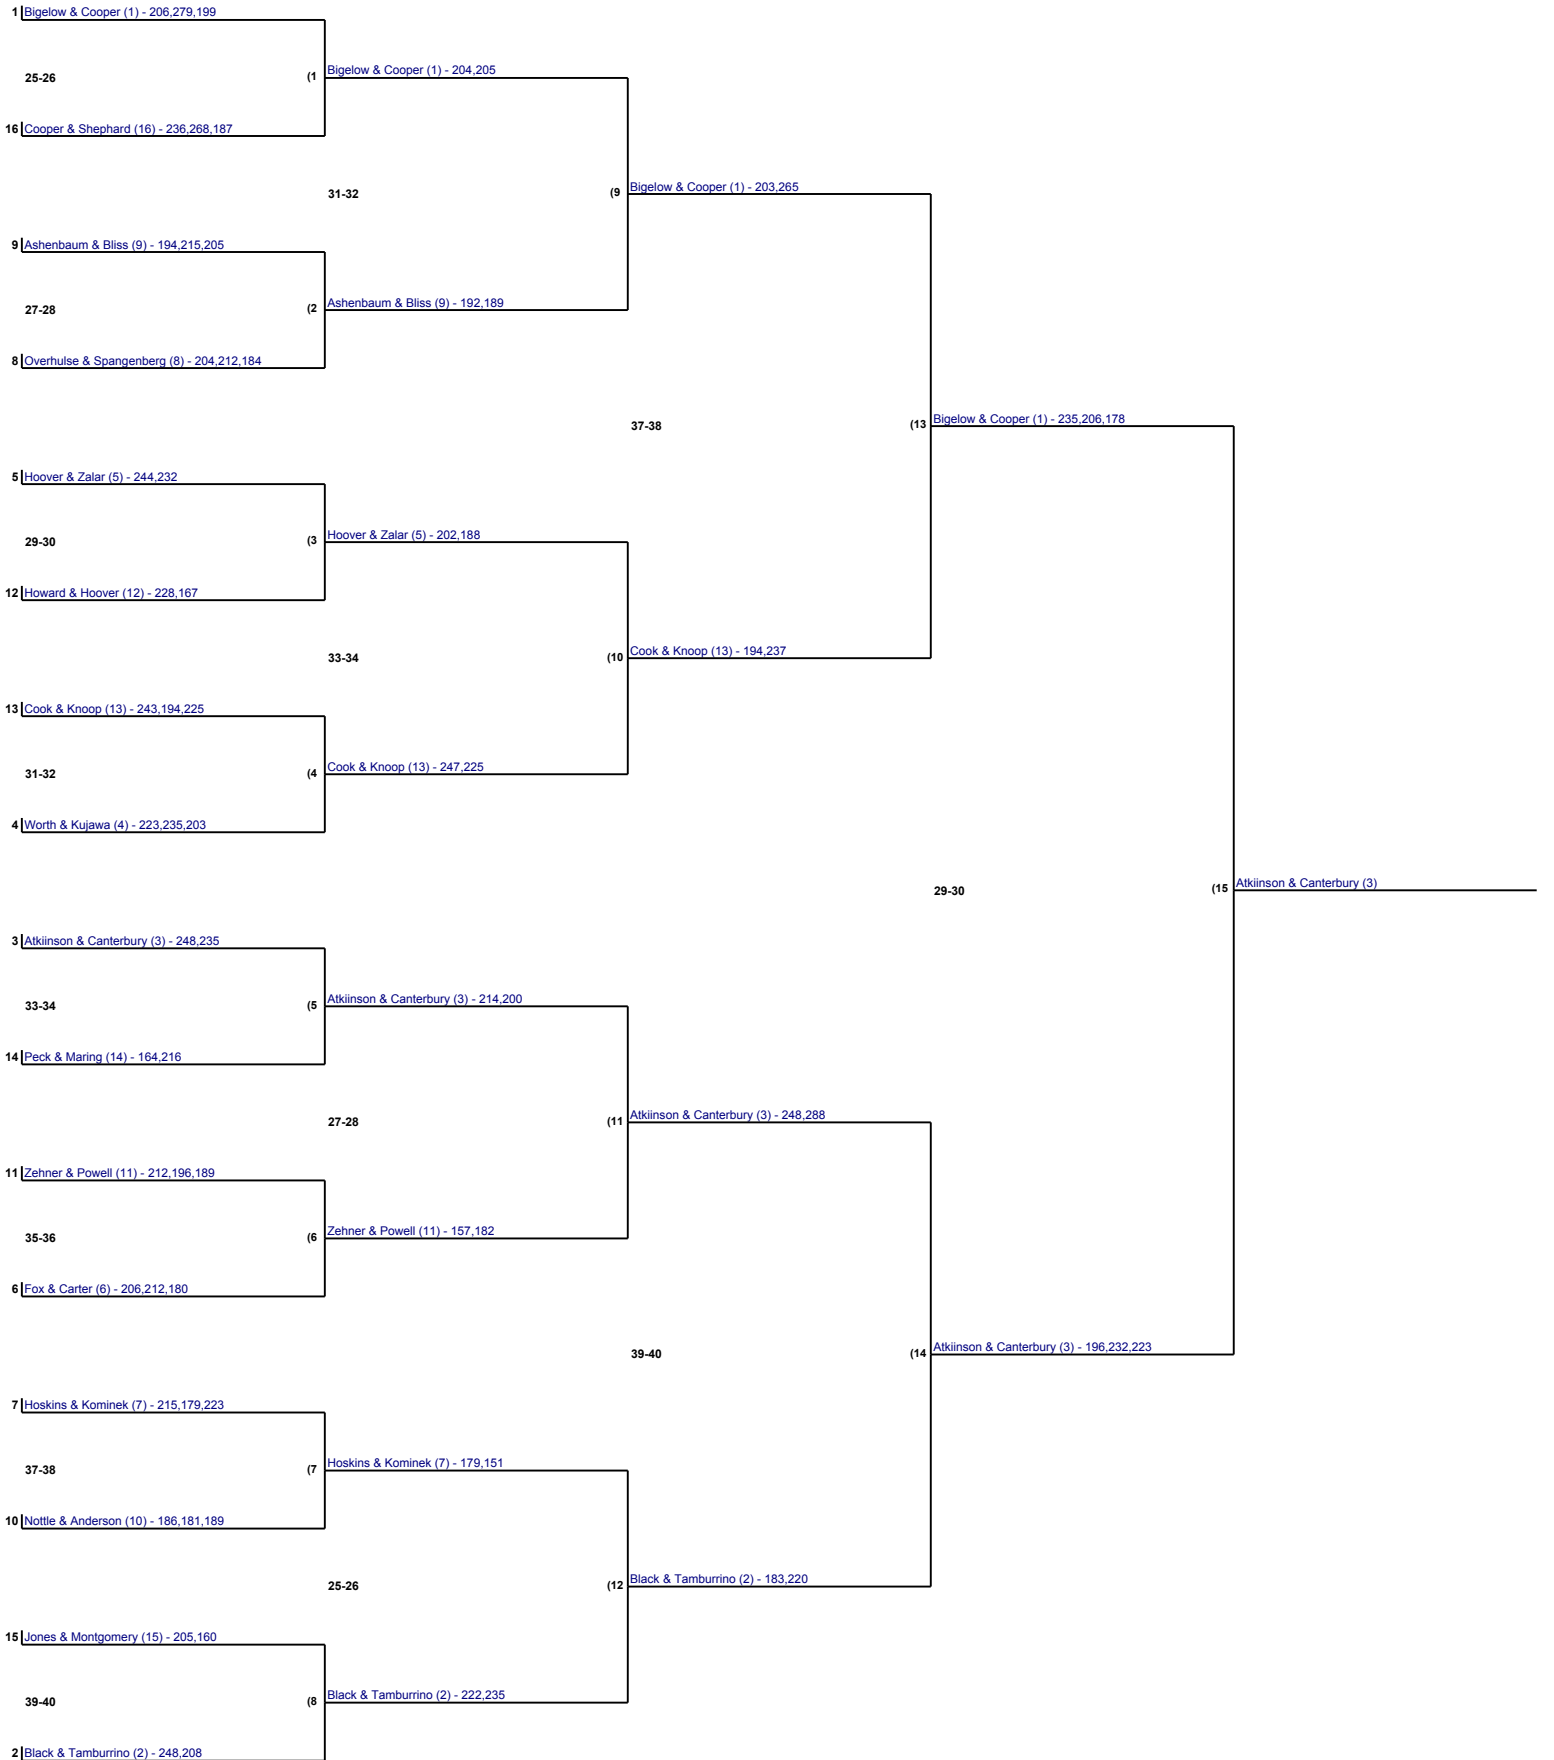 1 Bigelow & Cooper (1) - 206,279,199
25-26 (1 Bigelow & Cooper (1) - 204,205
16 Cooper & Shephard (16) - 236,268,187
31-32 (9 Bigelow & Cooper (1) - 203,265
9 Ashenbaum & Bliss (9) - 194,215,205
27-28 (2 Ashenbaum & Bliss (9) - 192,189
8 Overhulse & Spangenberg (8) - 204,212,184
37-38 (13 Bigelow & Cooper (1) - 235,206,178
5 Hoover & Zalar (5) - 244,232
29-30 (3 Hoover & Zalar (5) - 202,188
12 Howard & Hoover (12) - 228,167
33-34 (10 Cook & Knoop (13) - 194,237
13 Cook & Knoop (13) - 243,194,225
31-32 (4 Cook & Knoop (13) - 247,225
4 Worth & Kujawa (4) - 223,235,203
29-30 (15 Atkiinson & Canterbury (3)
3 Atkiinson & Canterbury (3) - 248,235
33-34 (5 Atkiinson & Canterbury (3) - 214,200
14 Peck & Maring (14) - 164,216
27-28 (11 Atkiinson & Canterbury (3) - 248,288
11 Zehner & Powell (11) - 212,196,189
35-36 (6 Zehner & Powell (11) - 157,182
6 Fox & Carter (6) - 206,212,180
39-40 (14 Atkiinson & Canterbury (3) - 196,232,223
7 Hoskins & Kominek (7) - 215,179,223
37-38 (7 Hoskins & Kominek (7) - 179,151
10 Nottle & Anderson (10) - 186,181,189
25-26 (12 Black & Tamburrino (2) - 183,220
15 Jones & Montgomery (15) - 205,160
39-40 (8 Black & Tamburrino (2) - 222,235
2 Black & Tamburrino (2) - 248,208